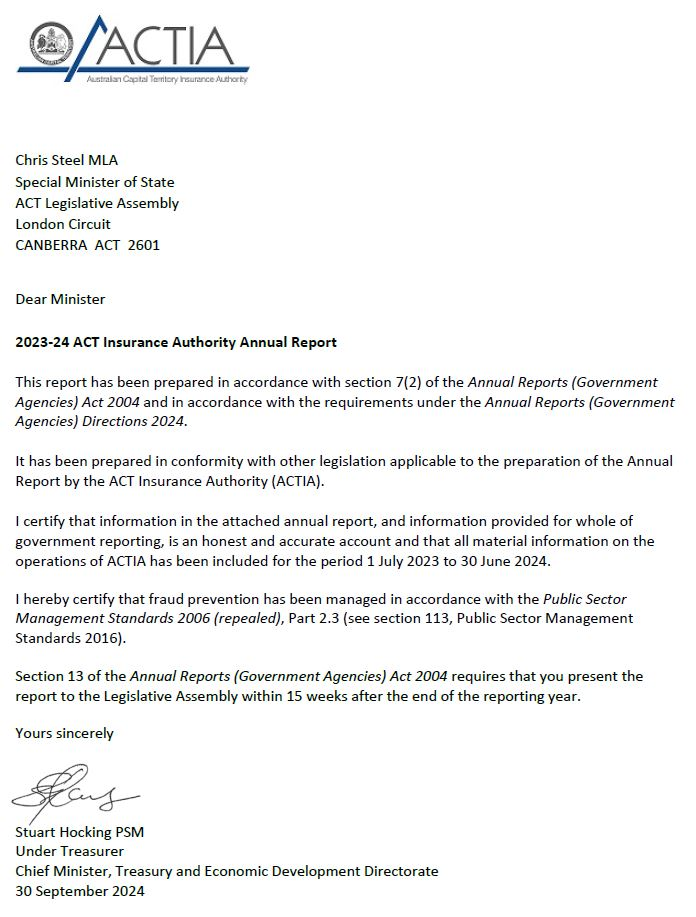 ACTIA
Australian Capital Territory Insurance Authority
Chris Steel MLA
Special Minister of State
ACT Legislative Assembly
London Circuit
CANBERRA  ACT  2601
Dear Minister
2023-24 ACT Insurance Authority Annual Report
This report has been prepared in accordance with section 7(2) of the Annual Reports (Government
Agencies) Act 2004 and in accordance with the requirements under the Annual Reports (Government
Agencies) Directions 2024.
It has been prepared in conformity with other legislation applicable to the preparation of the Annual
Report by the ACT Insurance Authority (ACTIA).
I certify that information in the attached annual report, and information provided for whole of
government reporting, is an honest and accurate account and that all material information on the
operations of ACTIA has been included for the period 1 July 2023 to 30 June 2024.
I hereby certify that fraud prevention has been managed in accordance with the Public Sector
Management Standards 2006 (repealed), Part 2.3 (see section 113, Public Sector Management
Standards 2016).
Section 13 of the Annual Reports (Government Agencies) Act 2004 requires that you present the
report to the Legislative Assembly within 15 weeks after the end of the reporting year.
Yours sincerely
Stuart Hocking PSM
Under Treasurer
Chief Minister, Treasury and Economic Development Directorate
30 September 2024